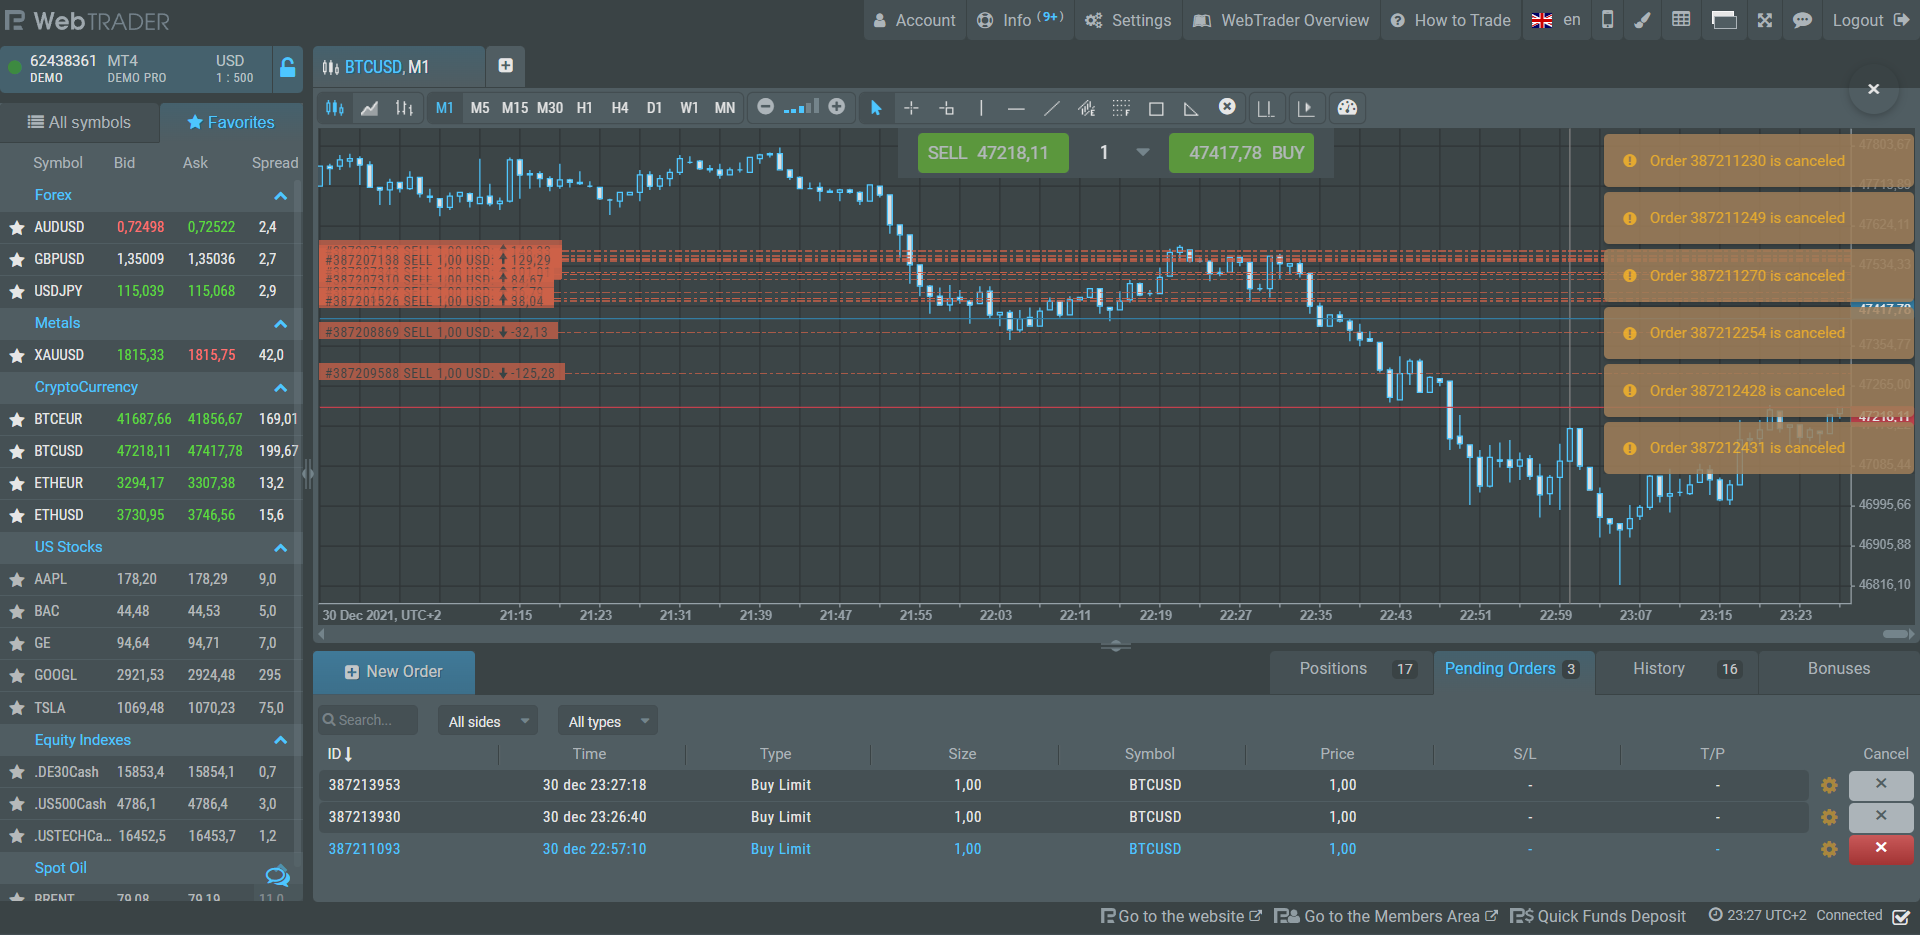 WebTRADER
Account
Info (9+)
Settings
WebTrader Overview
How to Trade
en
Logout
62438361 MT4 USD
DEMO DEMO PRO 1 : 500
BTCUSD, M1
All symbols
Favorites
M1 M5 M15 M30 H1 H4 D1 W1 MN
Symbol Bid Ask Spread
Forex
AUDUSD 0,72498 0,72522 2,4
GBPUSD 1,35009 1,35036 2,7
USDJPY 115,039 115,068 2,9
Metals
XAUUSD 1815,33 1815,75 42,0
CryptoCurrency
BTCEUR 41687,66 41856,67 169,01
BTCUSD 47218,11 47417,78 199,67
ETHEUR 3294,17 3307,38 13,2
ETHUSD 3730,95 3746,56 15,6
US Stocks
AAPL 178,20 178,29 9,0
BAC 44,48 44,53 5,0
GE 94,64 94,71 7,0
GOOGL 2921,53 2924,48 295
TSLA 1069,48 1070,23 75,0
Equity Indexes
.DE30Cash 15853,4 15854,1 0,7
.US500Cash 4786,1 4786,4 3,0
.USTECHCa... 16452,5 16453,7 1,2
Spot Oil
BRENT 79,08 79,19 11,0
SELL 47218,11
1
47417,78 BUY
#387207138 SELL 1,00 USD: 129,29
#387201526 SELL 1,00 USD: 38,04
#387208869 SELL 1,00 USD: -32,13
#387209588 SELL 1,00 USD: -125,28
Order 387211230 is canceled
Order 387211249 is canceled
Order 387211270 is canceled
Order 387212254 is canceled
Order 387212428 is canceled
Order 387212431 is canceled
47803,67
47713,89
47624,11
47534,33
47417,78
47354,77
47265,00
47218,11
47085,44
46995,66
46905,88
46816,10
30 Dec 2021, UTC+2 21:15 21:23 21:31 21:39 21:47 21:55 22:03 22:11 22:19 22:27 22:35 22:43 22:51 22:59 23:07 23:15 23:23
New Order
Positions 17
Pending Orders 3
History 16
Bonuses
Search...
All sides
All types
ID Time Type Size Symbol Price S/L T/P Cancel
387213953 30 dec 23:27:18 Buy Limit 1,00 BTCUSD 1,00 - -
387213930 30 dec 23:26:40 Buy Limit 1,00 BTCUSD 1,00 - -
387211093 30 dec 22:57:10 Buy Limit 1,00 BTCUSD 1,00 - -
Go to the website
Go to the Members Area
Quick Funds Deposit
23:27 UTC+2
Connected